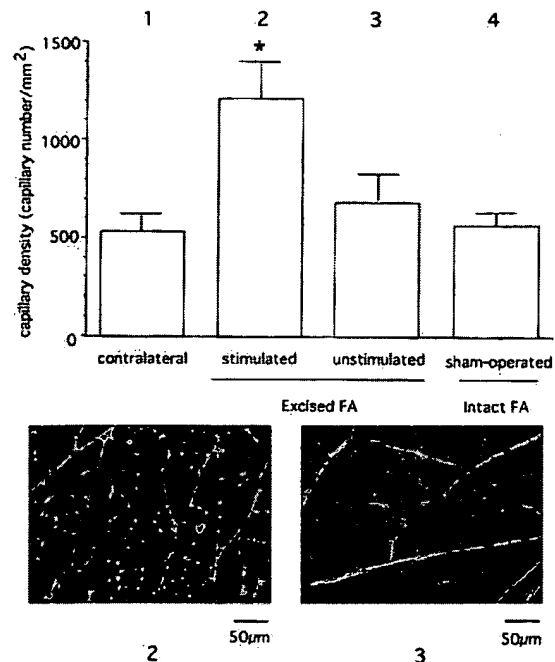 1 2 3 4
*
capillary density (capillary number/mm²)
1500
1000
500
0
contralateral stimulated unstimulated sham-operated
Excised FA Intact FA
50µm 50µm
2 3